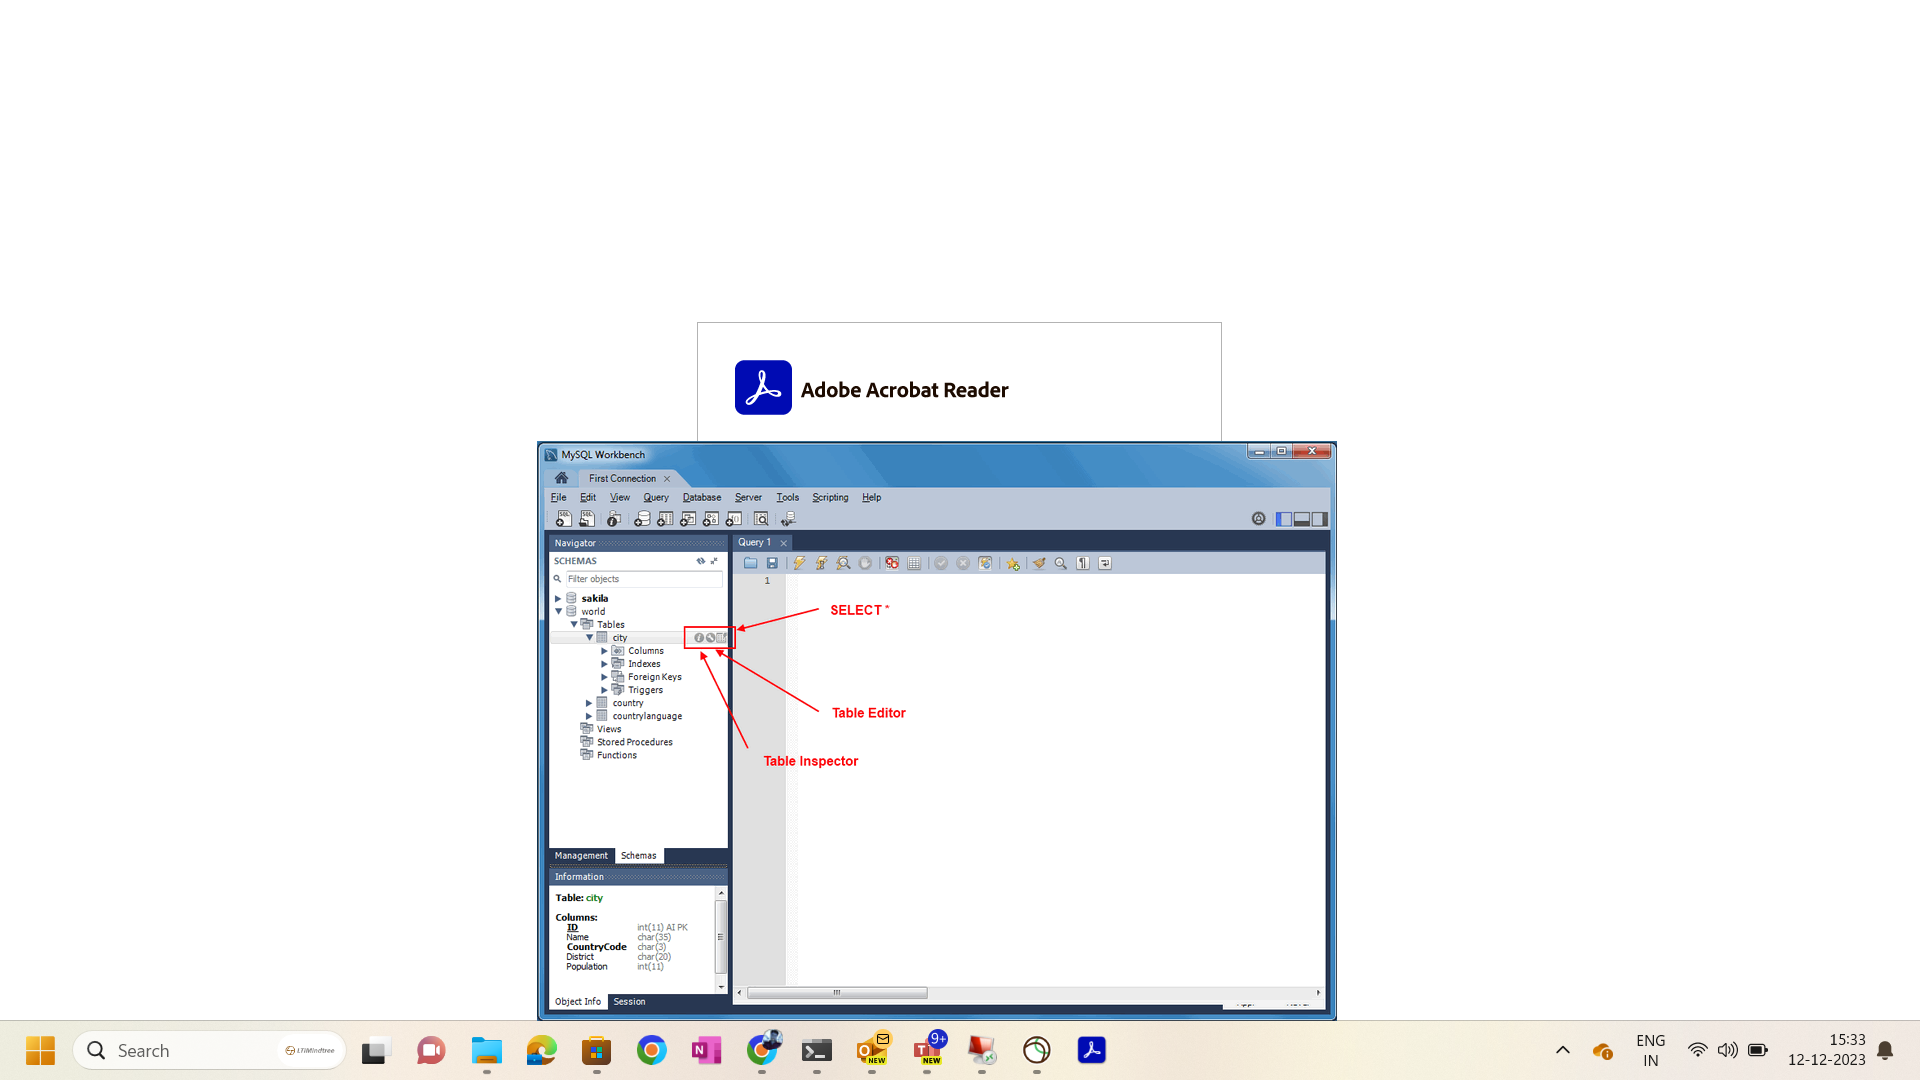 Adobe Acrobat Reader
MySQL Workbench
First Connection
File Edit View Query Database Server Tools Scripting Help
Navigator
SCHEMAS
Filter objects
sakila
world
Tables
city
Columns
Indexes
Foreign Keys
Triggers
country
countrylanguage
Views
Stored Procedures
Functions
Management Schemas
Information
Table: city
Columns:
ID int(11) AI PK
Name char(35)
CountryCode char(3)
District char(20)
Population int(11)
Object Info Session
Query 1
1
SELECT *
Table Editor
Table Inspector
Search
LTIMindtree
NEW
9+
NEW
ENG
IN
15:33
12-12-2023